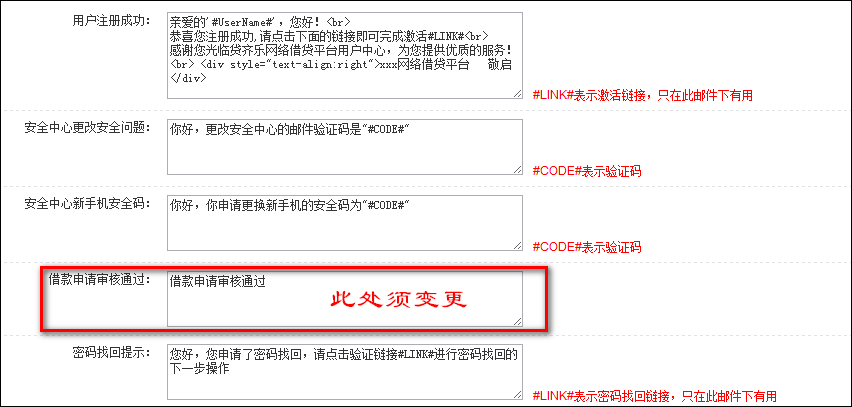 用户注册成功：
亲爱的'#UserName#'，您好！<br>
恭喜您注册成功,请点击下面的链接即可完成激活#LINK#<br>
感谢您光临贷齐乐网络借贷平台用户中心，为您提供优质的服务！
<br> <div style="text-align:right">xxx网络借贷平台   敬启
</div>
#LINK#表示激活链接，只在此邮件下有用
安全中心更改安全问题：
你好，更改安全中心的邮件验证码是"#CODE#"
#CODE#表示验证码
安全中心新手机安全码：
你好，你申请更换新手机的安全码为"#CODE#"
#CODE#表示验证码
借款申请审核通过：
借款申请审核通过
此处须变更
密码找回提示：
您好，您申请了密码找回，请点击验证链接#LINK#进行密码找回的
下一步操作
#LINK#表示密码找回链接，只在此邮件下有用